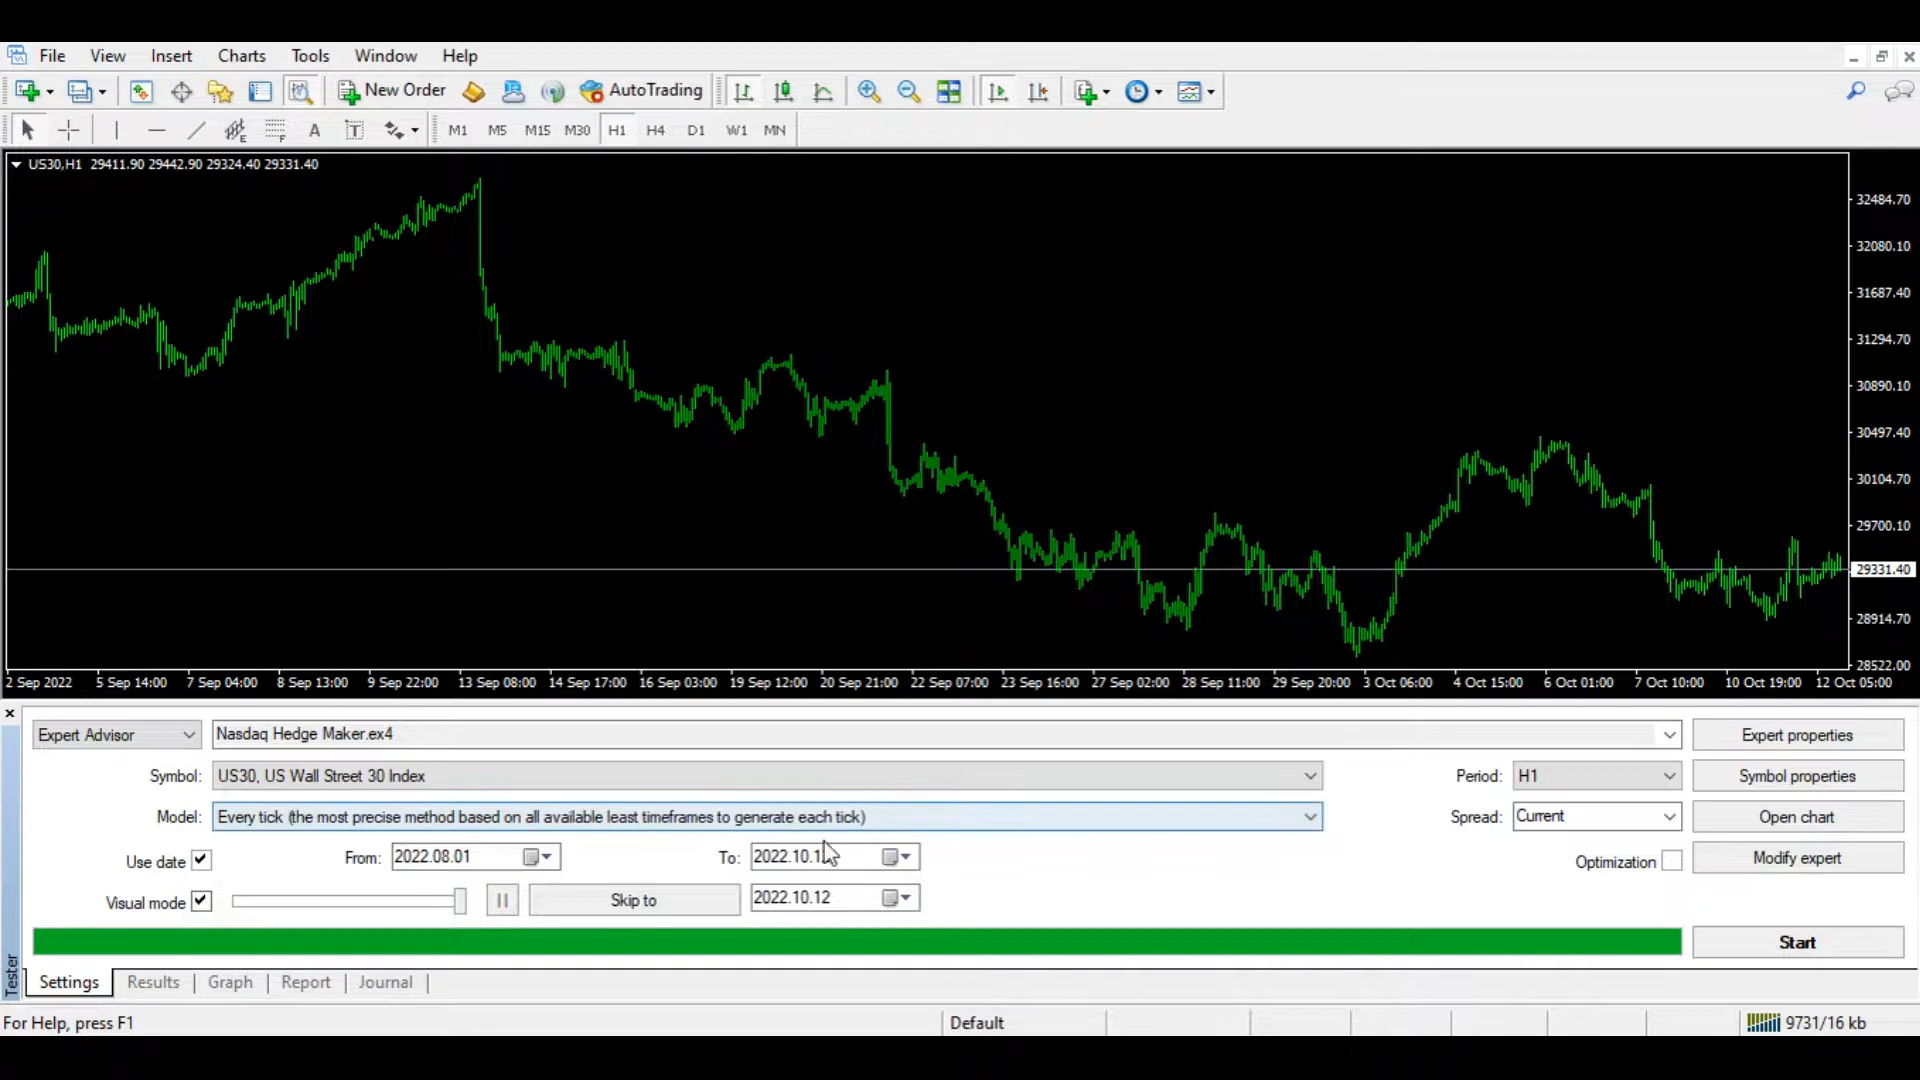 File View Insert Charts Tools Window Help
New Order AutoTrading
E F A T M1 M5 M15 M30 H1 H4 D1 W1 MN
US30,H1 29411.90 29442.90 29324.40 29331.40
32484.70
32080.10
31687.40
31294.70
30890.10
30497.40
30104.70
29700.10
29331.40
28914.70
28522.00
2 Sep 2022 5 Sep 14:00 7 Sep 04:00 8 Sep 13:00 9 Sep 22:00 13 Sep 08:00 14 Sep 17:00 16 Sep 03:00 19 Sep 12:00 20 Sep 21:00 22 Sep 07:00 23 Sep 16:00 27 Sep 02:00 28 Sep 11:00 29 Sep 20:00 3 Oct 06:00 4 Oct 15:00 6 Oct 01:00 7 Oct 10:00 10 Oct 19:00 12 Oct 05:00
Expert Advisor Nasdaq Hedge Maker.ex4 Expert properties
Symbol: US30, US Wall Street 30 Index Period: H1 Symbol properties
Model: Every tick (the most precise method based on all available least timeframes to generate each tick) Spread: Current Open chart
Use date From: 2022.08.01 To: Optimization Modify expert
Visual mode Skip to 2022.10.12
Start
Tester
Settings Results Graph Report Journal
For Help, press F1 Default 9731/16 kb